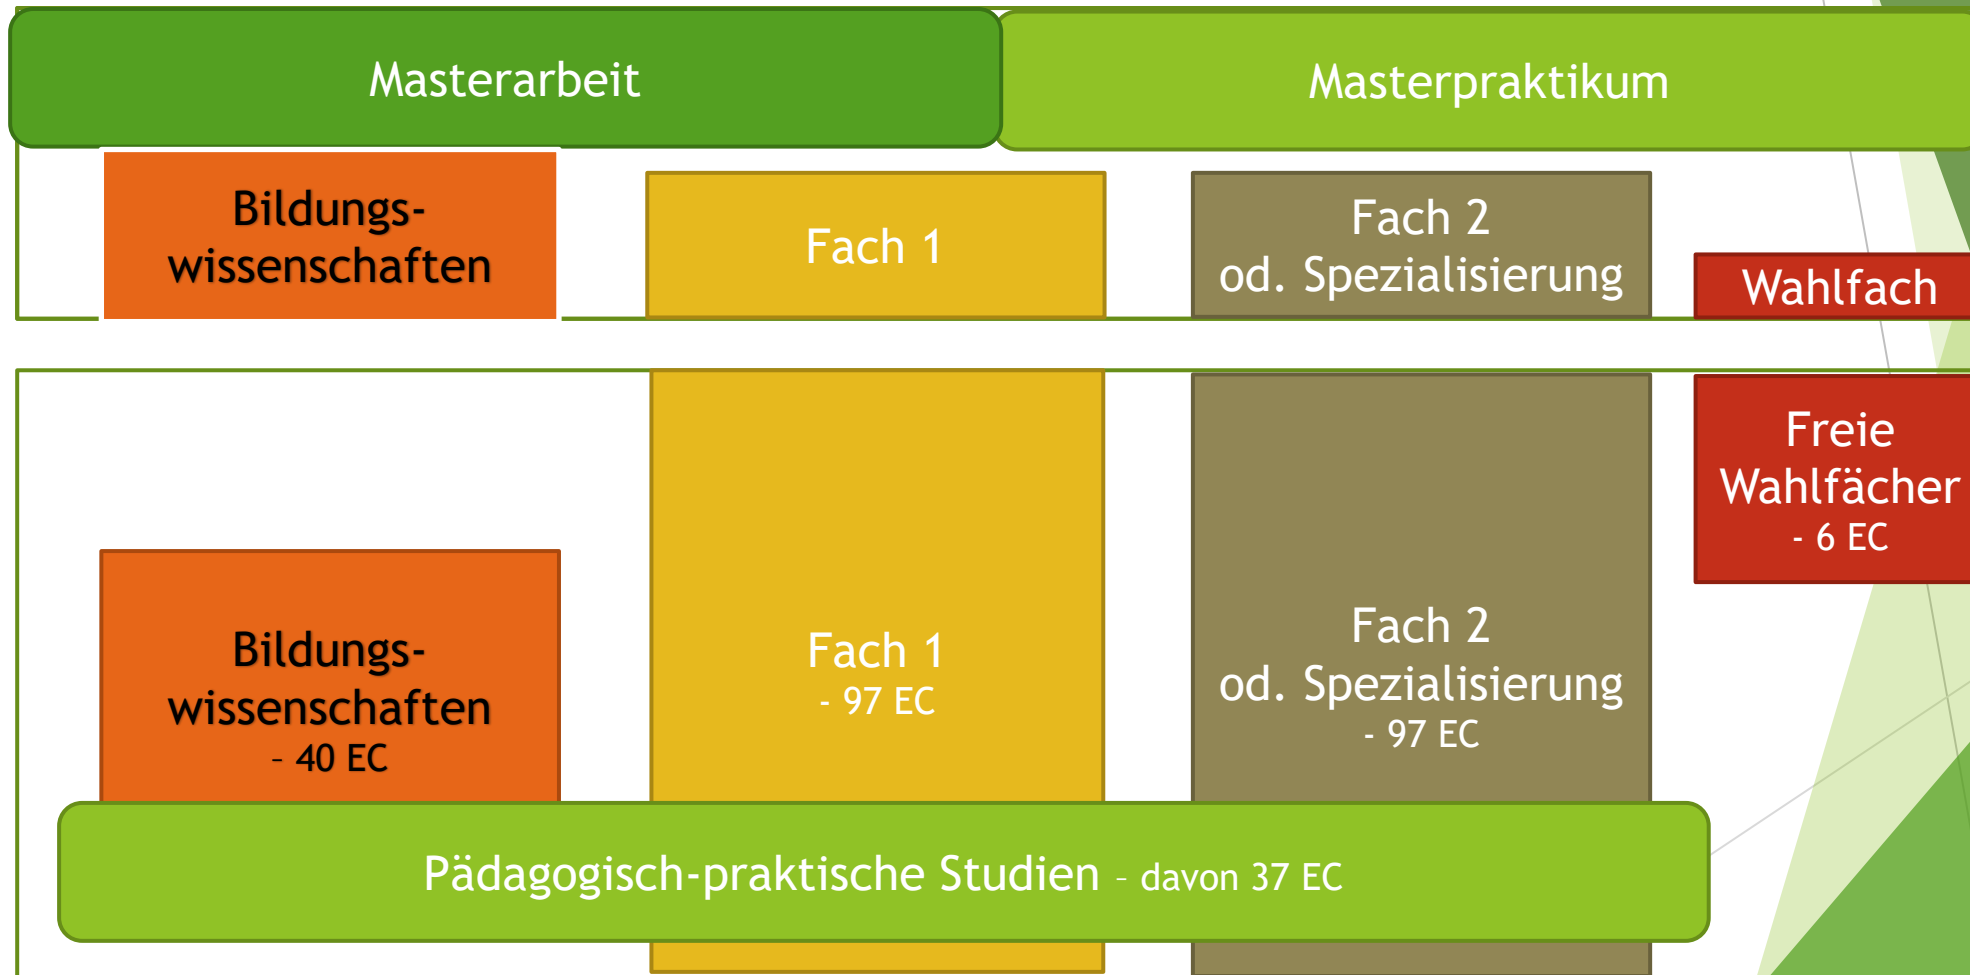 Masterarbeit
Masterpraktikum
Bildungs-
wissenschaften
Fach 1
Fach 2
od. Spezialisierung
Wahlfach
Freie
Wahlfächer
- 6 EC
Bildungs-
wissenschaften
– 40 EC
Fach 1
- 97 EC
Fach 2
od. Spezialisierung
- 97 EC
Pädagogisch-praktische Studien – davon 37 EC